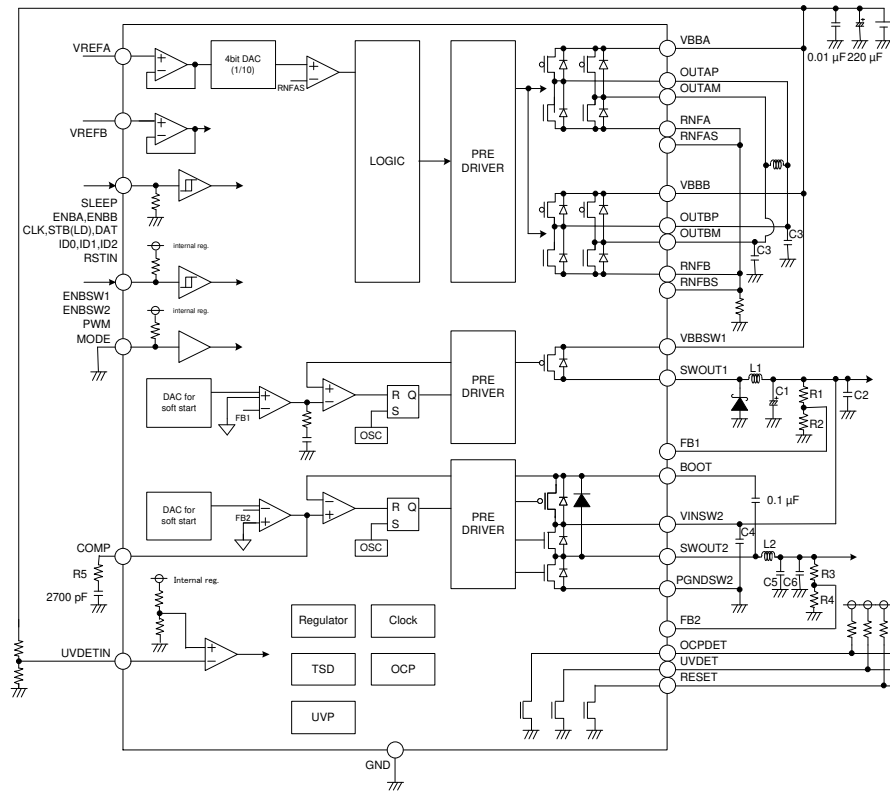 VREFA
4bit DAC
(1/10)
RNFAS
VREFB
SLEEP
ENBA,ENBB
CLK,STB(LD),DAT
ID0,ID1,ID2
RSTIN
internal reg.
ENBSW1
ENBSW2
PWM
MODE
internal reg.
LOGIC
PRE
DRIVER
VBBA
OUTAP
OUTAM
RNFA
RNFAS
VBBB
OUTBP
OUTBM
RNFB
RNFBS
C3
C3
0.01 µF
220 µF
+
VBBSW1
SWOUT1
L1
C1
R1
R2
C2
FB1
DAC for
soft start
FB1
OSC
R
Q
S
PRE
DRIVER
BOOT
0.1 µF
VINSW2
C4
SWOUT2
L2
C5
C6
R3
R4
PGNDSW2
FB2
DAC for
soft start
FB2
OSC
R
Q
S
PRE
DRIVER
COMP
R5
2700 pF
Internal reg.
UVDETIN
Regulator
Clock
TSD
OCP
UVP
OCPDET
UVDET
RESET
GND